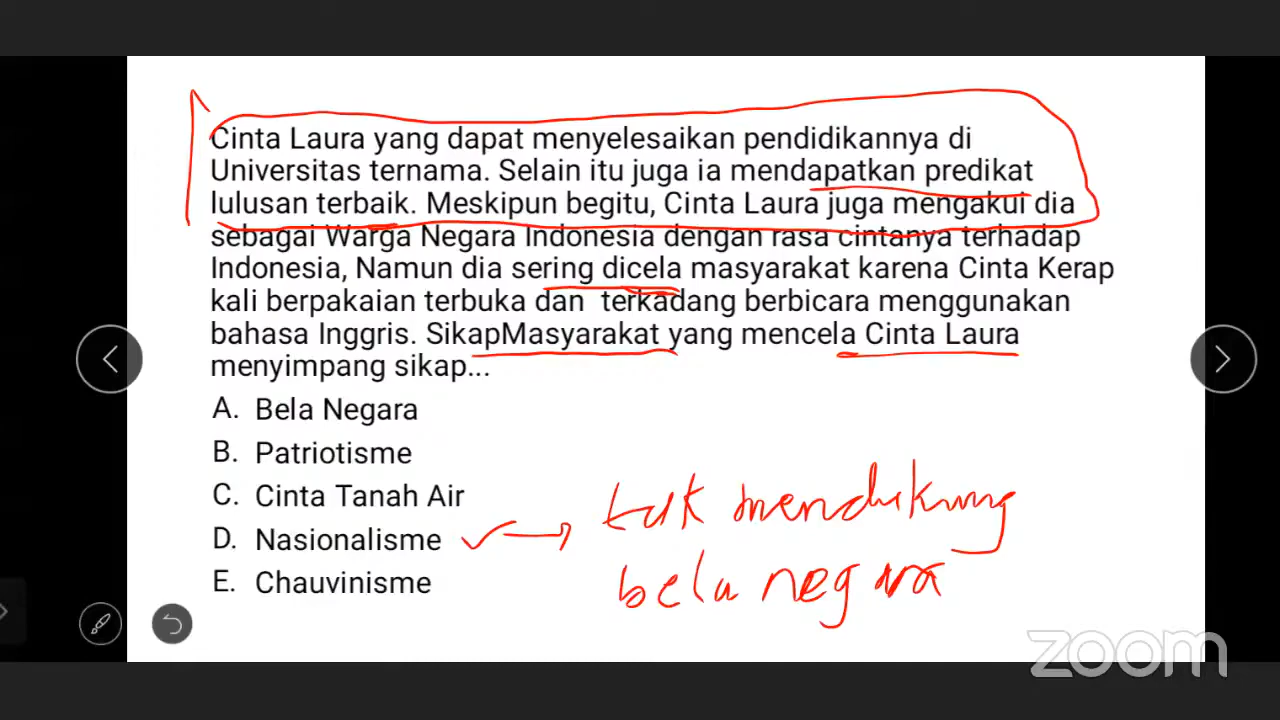 Cinta Laura yang dapat menyelesaikan pendidikannya di
Universitas ternama. Selain itu juga ia mendapatkan predikat
lulusan terbaik. Meskipun begitu, Cinta Laura juga mengakui dia
sebagai Warga Negara Indonesia dengan rasa cintanya terhadap
Indonesia, Namun dia sering dicela masyarakat karena Cinta Kerap
kali berpakaian terbuka dan terkadang berbicara menggunakan
bahasa Inggris. SikapMasyarakat yang mencela Cinta Laura
menyimpang sikap...
A. Bela Negara
B. Patriotisme
C. Cinta Tanah Air
D. Nasionalisme
E. Chauvinisme
tdk mendukung
bela negara
zoom